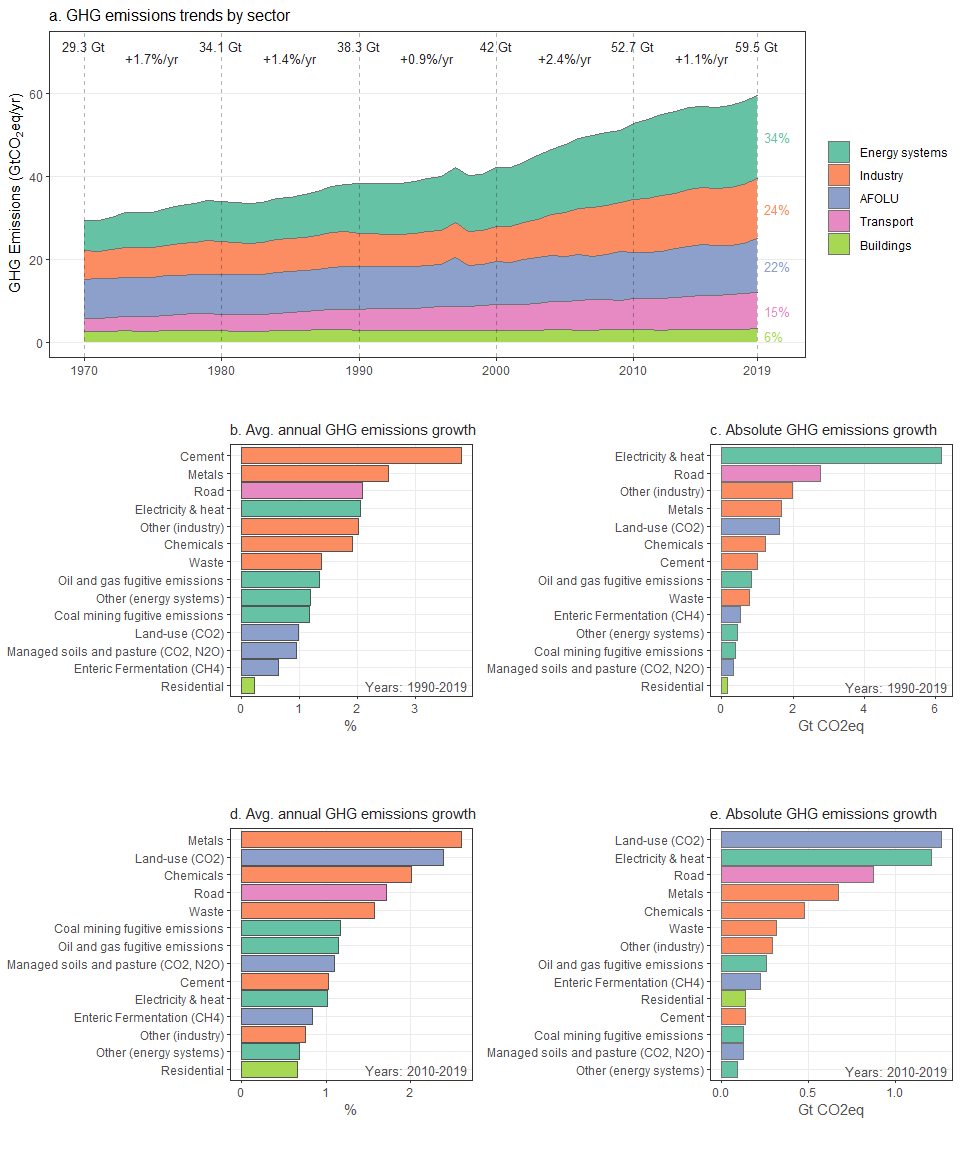 a. GHG emissions trends by sector
29.3 Gt 34.1 Gt 38.3 Gt 42 Gt 52.7 Gt 59.5 Gt
+1.7%/yr +1.4%/yr +0.9%/yr +2.4%/yr +1.1%/yr
GHG Emissions (GtCO₂eq/yr)
60
40
20
0
34%
24%
22%
15%
6%
1970 1980 1990 2000 2010 2019
Energy systems
Industry
AFOLU
Transport
Buildings
b. Avg. annual GHG emissions growth
Cement
Metals
Road
Electricity & heat
Other (industry)
Chemicals
Waste
Oil and gas fugitive emissions
Other (energy systems)
Coal mining fugitive emissions
Land-use (CO2)
Managed soils and pasture (CO2, N2O)
Enteric Fermentation (CH4)
Residential
Years: 1990-2019
0 1 2 3
%
c. Absolute GHG emissions growth
Electricity & heat
Road
Other (industry)
Metals
Land-use (CO2)
Chemicals
Cement
Oil and gas fugitive emissions
Waste
Enteric Fermentation (CH4)
Other (energy systems)
Coal mining fugitive emissions
Managed soils and pasture (CO2, N2O)
Residential
Years: 1990-2019
0 2 4 6
Gt CO2eq
d. Avg. annual GHG emissions growth
Metals
Land-use (CO2)
Chemicals
Road
Waste
Coal mining fugitive emissions
Oil and gas fugitive emissions
Managed soils and pasture (CO2, N2O)
Cement
Electricity & heat
Enteric Fermentation (CH4)
Other (industry)
Other (energy systems)
Residential
Years: 2010-2019
0 1 2
%
e. Absolute GHG emissions growth
Land-use (CO2)
Electricity & heat
Road
Metals
Chemicals
Waste
Other (industry)
Oil and gas fugitive emissions
Enteric Fermentation (CH4)
Residential
Cement
Coal mining fugitive emissions
Managed soils and pasture (CO2, N2O)
Other (energy systems)
Years: 2010-2019
0.0 0.5 1.0
Gt CO2eq